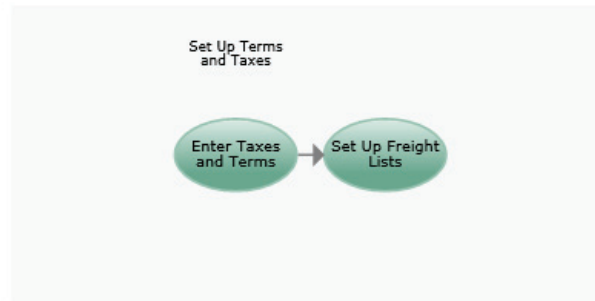 Set Up Terms
and Taxes
Enter Taxes
and Terms
Set Up Freight
Lists